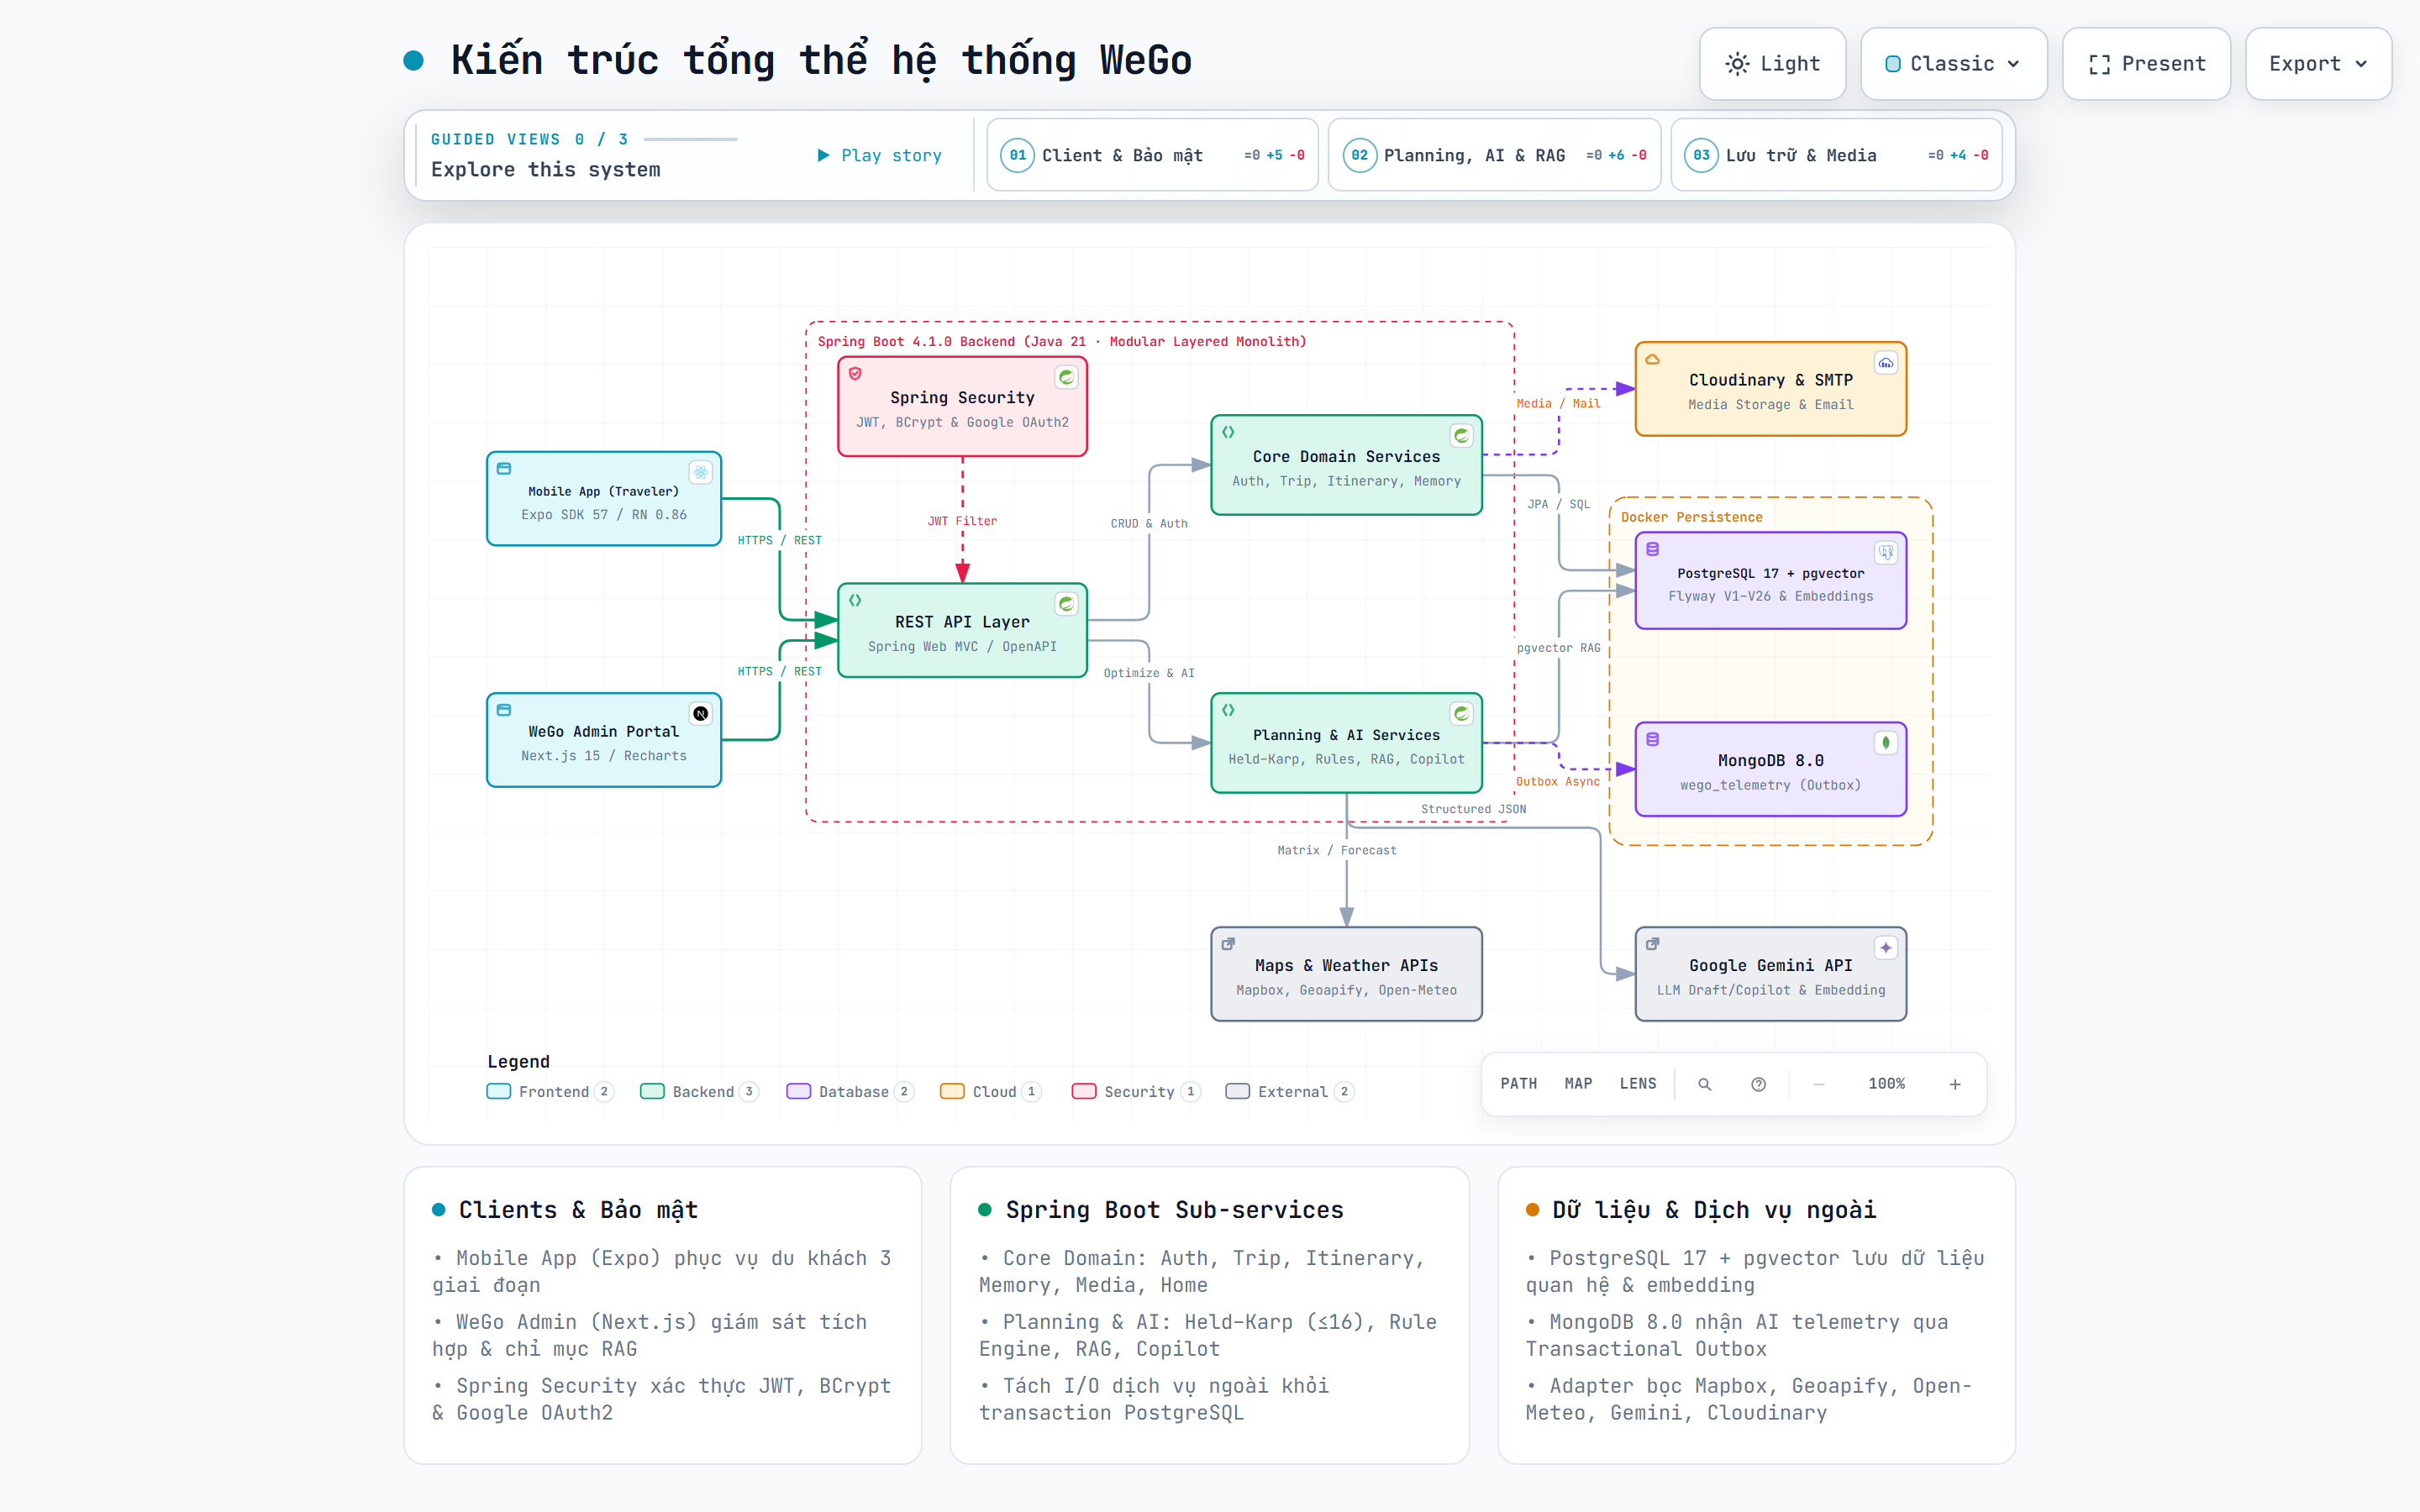 Kiến trúc tổng thể hệ thống WeGo
Light
Classic
Present
Export
GUIDED VIEWS 0 / 3
Explore this system
Play story
01 Client & Bảo mật =0 +5 -0
02 Planning, AI & RAG =0 +6 -0
03 Lưu trữ & Media =0 +4 -0
Spring Boot 4.1.0 Backend (Java 21 · Modular Layered Monolith)
Spring Security
JWT, BCrypt & Google OAuth2
Cloudinary & SMTP
Media Storage & Email
Media / Mail
Core Domain Services
Auth, Trip, Itinerary, Memory
Mobile App (Traveler)
Expo SDK 57 / RN 0.86
HTTPS / REST
JWT Filter
CRUD & Auth
JPA / SQL
Docker Persistence
PostgreSQL 17 + pgvector
Flyway V1-V26 & Embeddings
REST API Layer
Spring Web MVC / OpenAPI
HTTPS / REST
Optimize & AI
pgvector RAG
WeGo Admin Portal
Next.js 15 / Recharts
Planning & AI Services
Held-Karp, Rules, RAG, Copilot
MongoDB 8.0
wego_telemetry (Outbox)
Outbox Async
Structured JSON
Matrix / Forecast
Maps & Weather APIs
Mapbox, Geoapify, Open-Meteo
Google Gemini API
LLM Draft/Copilot & Embedding
Legend
Frontend 2
Backend 3
Database 2
Cloud 1
Security 1
External 2
PATH
MAP
LENS
100%
Clients & Bảo mật
• Mobile App (Expo) phục vụ du khách 3
giai đoạn
• WeGo Admin (Next.js) giám sát tích
hợp & chỉ mục RAG
• Spring Security xác thực JWT, BCrypt
& Google OAuth2
Spring Boot Sub-services
• Core Domain: Auth, Trip, Itinerary,
Memory, Media, Home
• Planning & AI: Held-Karp (≤16), Rule
Engine, RAG, Copilot
• Tách I/O dịch vụ ngoài khỏi
transaction PostgreSQL
Dữ liệu & Dịch vụ ngoài
• PostgreSQL 17 + pgvector lưu dữ liệu
quan hệ & embedding
• MongoDB 8.0 nhận AI telemetry qua
Transactional Outbox
• Adapter bọc Mapbox, Geoapify, Open-
Meteo, Gemini, Cloudinary